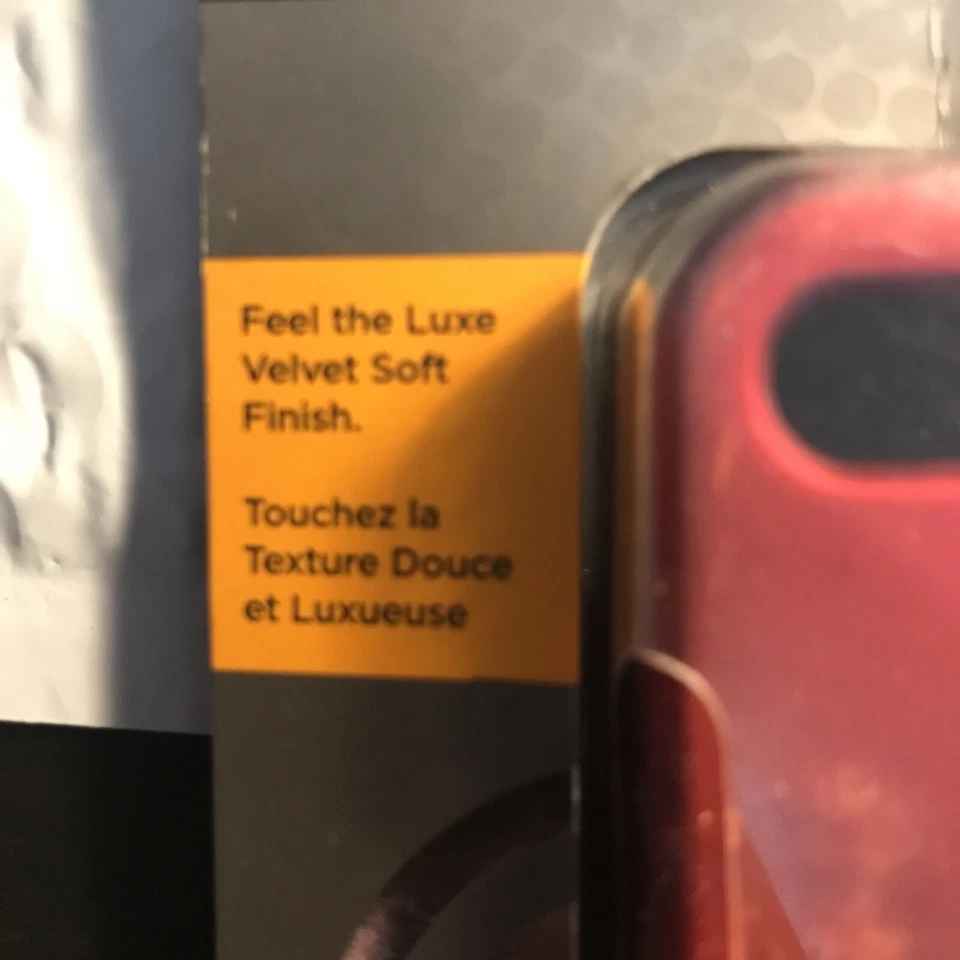 Feel the Luxe
Velvet Soft
Finish.
Touchez la
Texture Douce
et Luxueuse